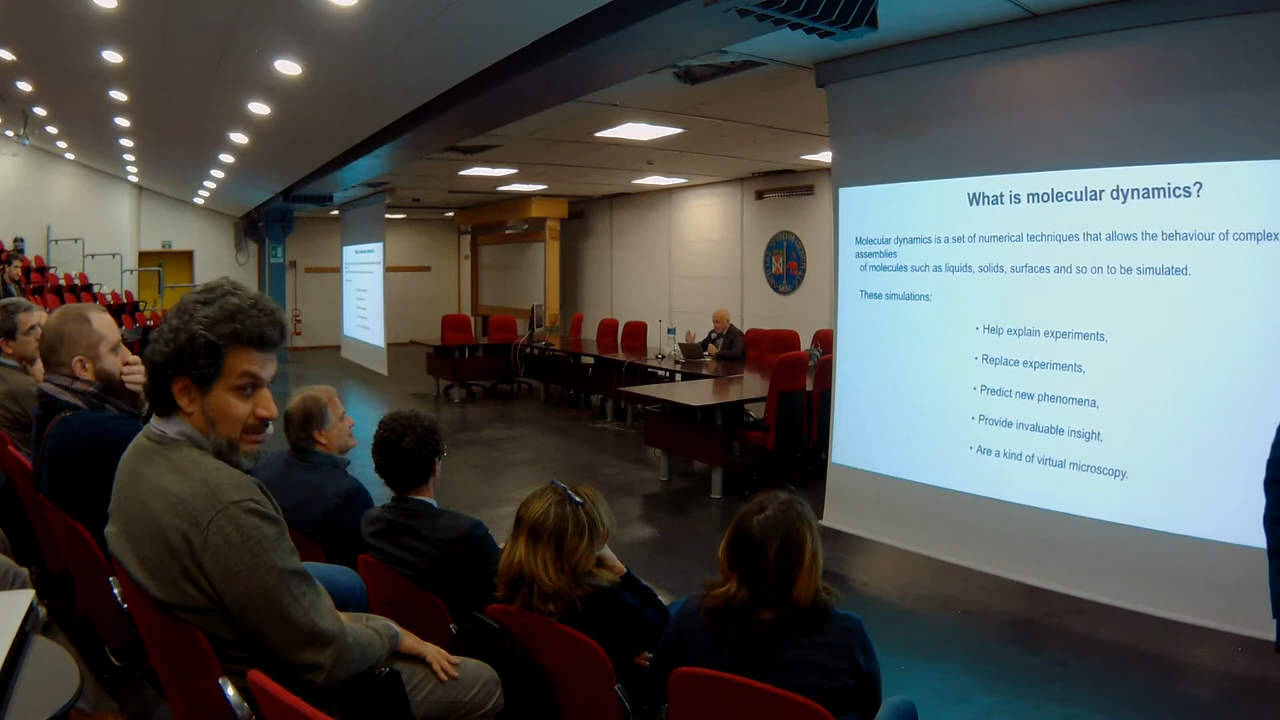 What is molecular dynamics?
Molecular dynamics is a set of numerical techniques that allows the behaviour of complex
assemblies
of molecules such as liquids, solids, surfaces and so on to be simulated.
These simulations:
• Help explain experiments,
• Replace experiments,
• Predict new phenomena,
• Provide invaluable insight,
• Are a kind of virtual microscopy.